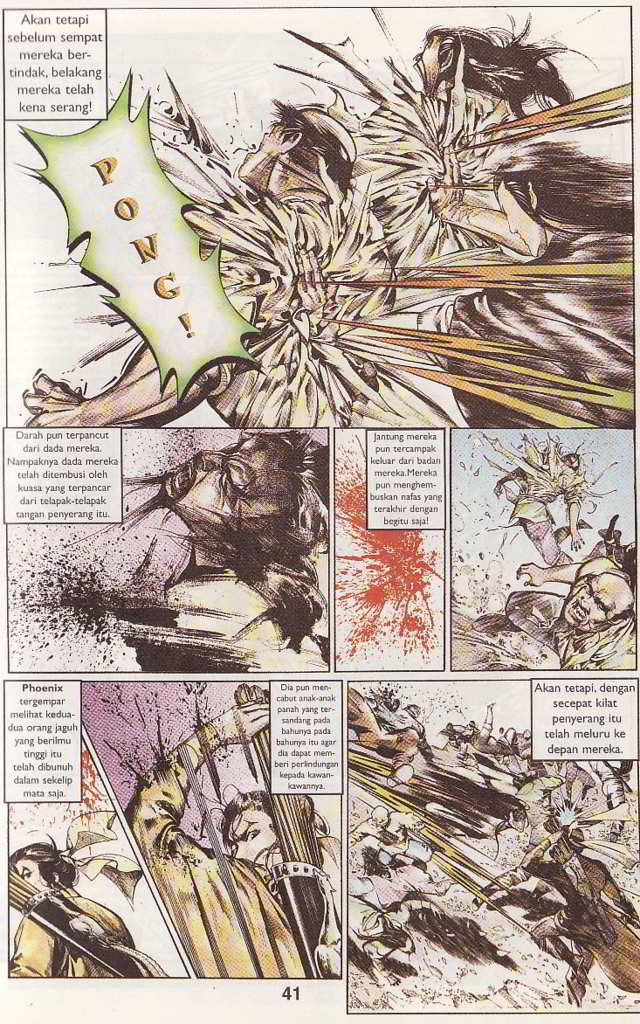 Akan tetapi
sebelum sempat
mereka ber-
tindak, belakang
mereka telah
kena serang!
PONG!
Darah pun terpancut
dari dada mereka.
Nampaknya dada mereka
telah ditembusi oleh
kuasa yang terpancar
dari telapak-telapak
tangan penyerang itu.
Jantung mereka
pun tercampak
keluar dari badan
mereka.Mereka
pun menghem-
buskan nafas yang
terakhir dengan
begitu saja!
Phoenix
tergempar
melihat kedua-
dua orang jaguh
yang berilmu
tinggi itu
telah dibunuh
dalam sekelip
mata saja.
Dia pun men-
cabut anak-anak
panah yang ter-
sandang pada
bahunya pada
bahunya itu agar
dia dapat mem-
beri perlindungan
kepada kawan-
kawannya.
Akan tetapi, dengan
secepat kilat
penyerang itu
telah meluru ke
depan mereka.
41